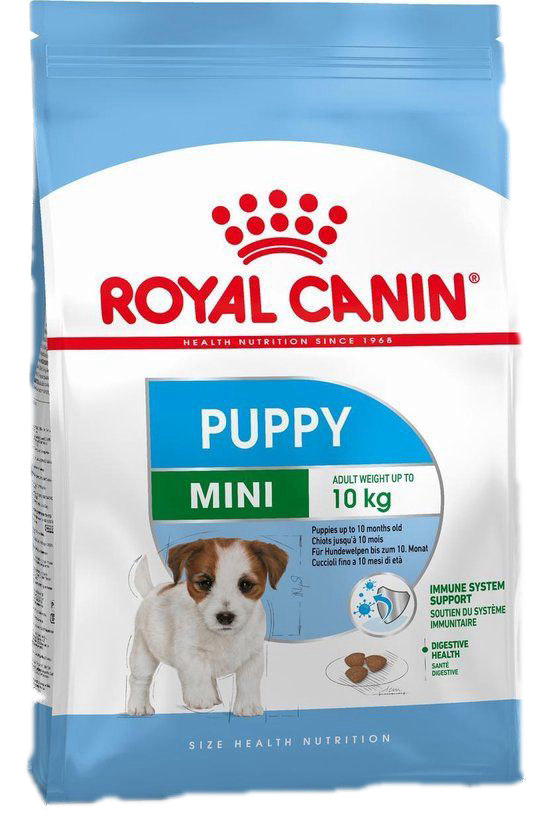 ROYAL CANIN®
HEALTH NUTRITION SINCE 1968
PUPPY
MINI
ADULT WEIGHT UP TO
10 kg
Puppies up to 10 months old
Chiots jusqu'à 10 mois
Für Hundewelpen bis zum 10. Monat
Cuccioli fino a 10 mesi di età
IMMUNE SYSTEM
SUPPORT
SOUTIEN DU SYSTÈME
IMMUNITAIRE
DIGESTIVE
HEALTH
SANTÉ
DIGESTIVE
1cm
SIZE HEALTH NUTRITION